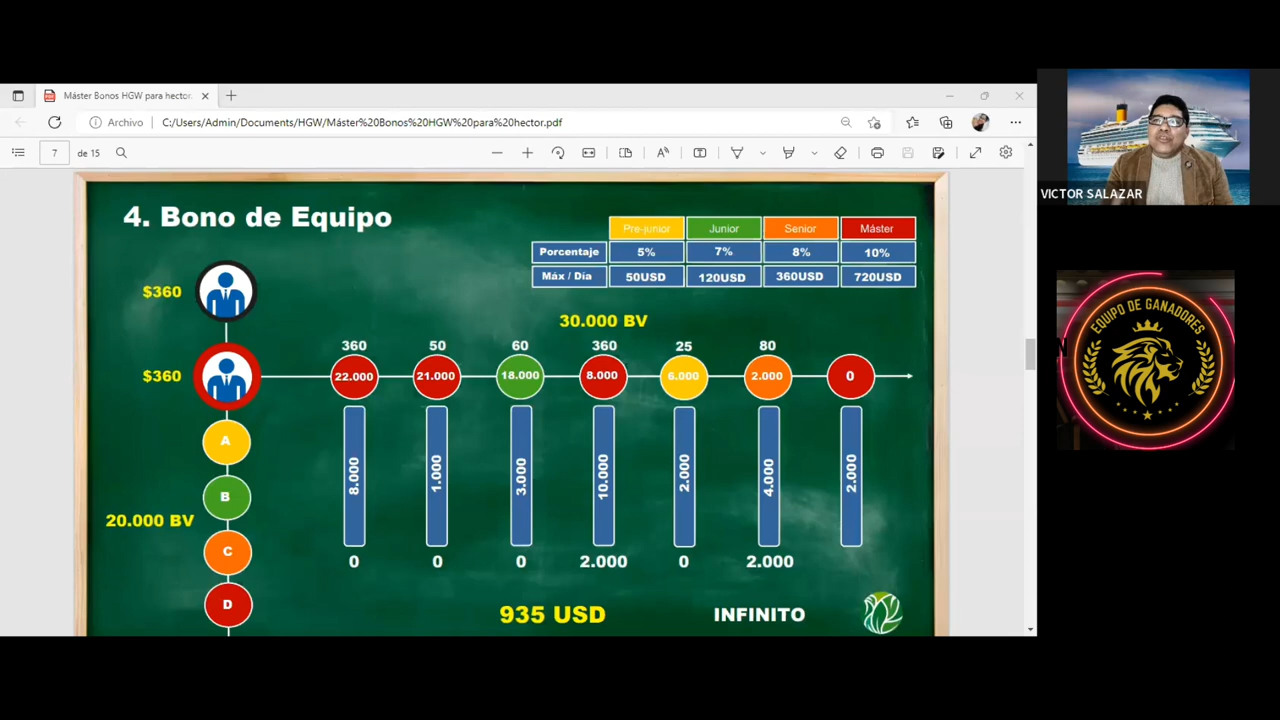 Máster Bonos HGW para hector.
Archivo
C:/Users/Admin/Documents/HGW/Máster%20Bonos%20HGW%20para%20hector.pdf
7
de 15
4. Bono de Equipo
Pre-junior Junior Senior Máster
Porcentaje 5% 7% 8% 10%
Máx / Día 50USD 120USD 360USD 720USD
$360
30.000 BV
360 50 60 360 25 80
$360
22.000 21.000 18.000 8.000 6.000 2.000 0
A
B
20.000 BV
C
D
8.000 1.000 3.000 10.000 2.000 4.000 2.000
0 0 0 2.000 0 2.000
935 USD
INFINITO
VICTOR SALAZAR
EQUIPO DE GANADORES